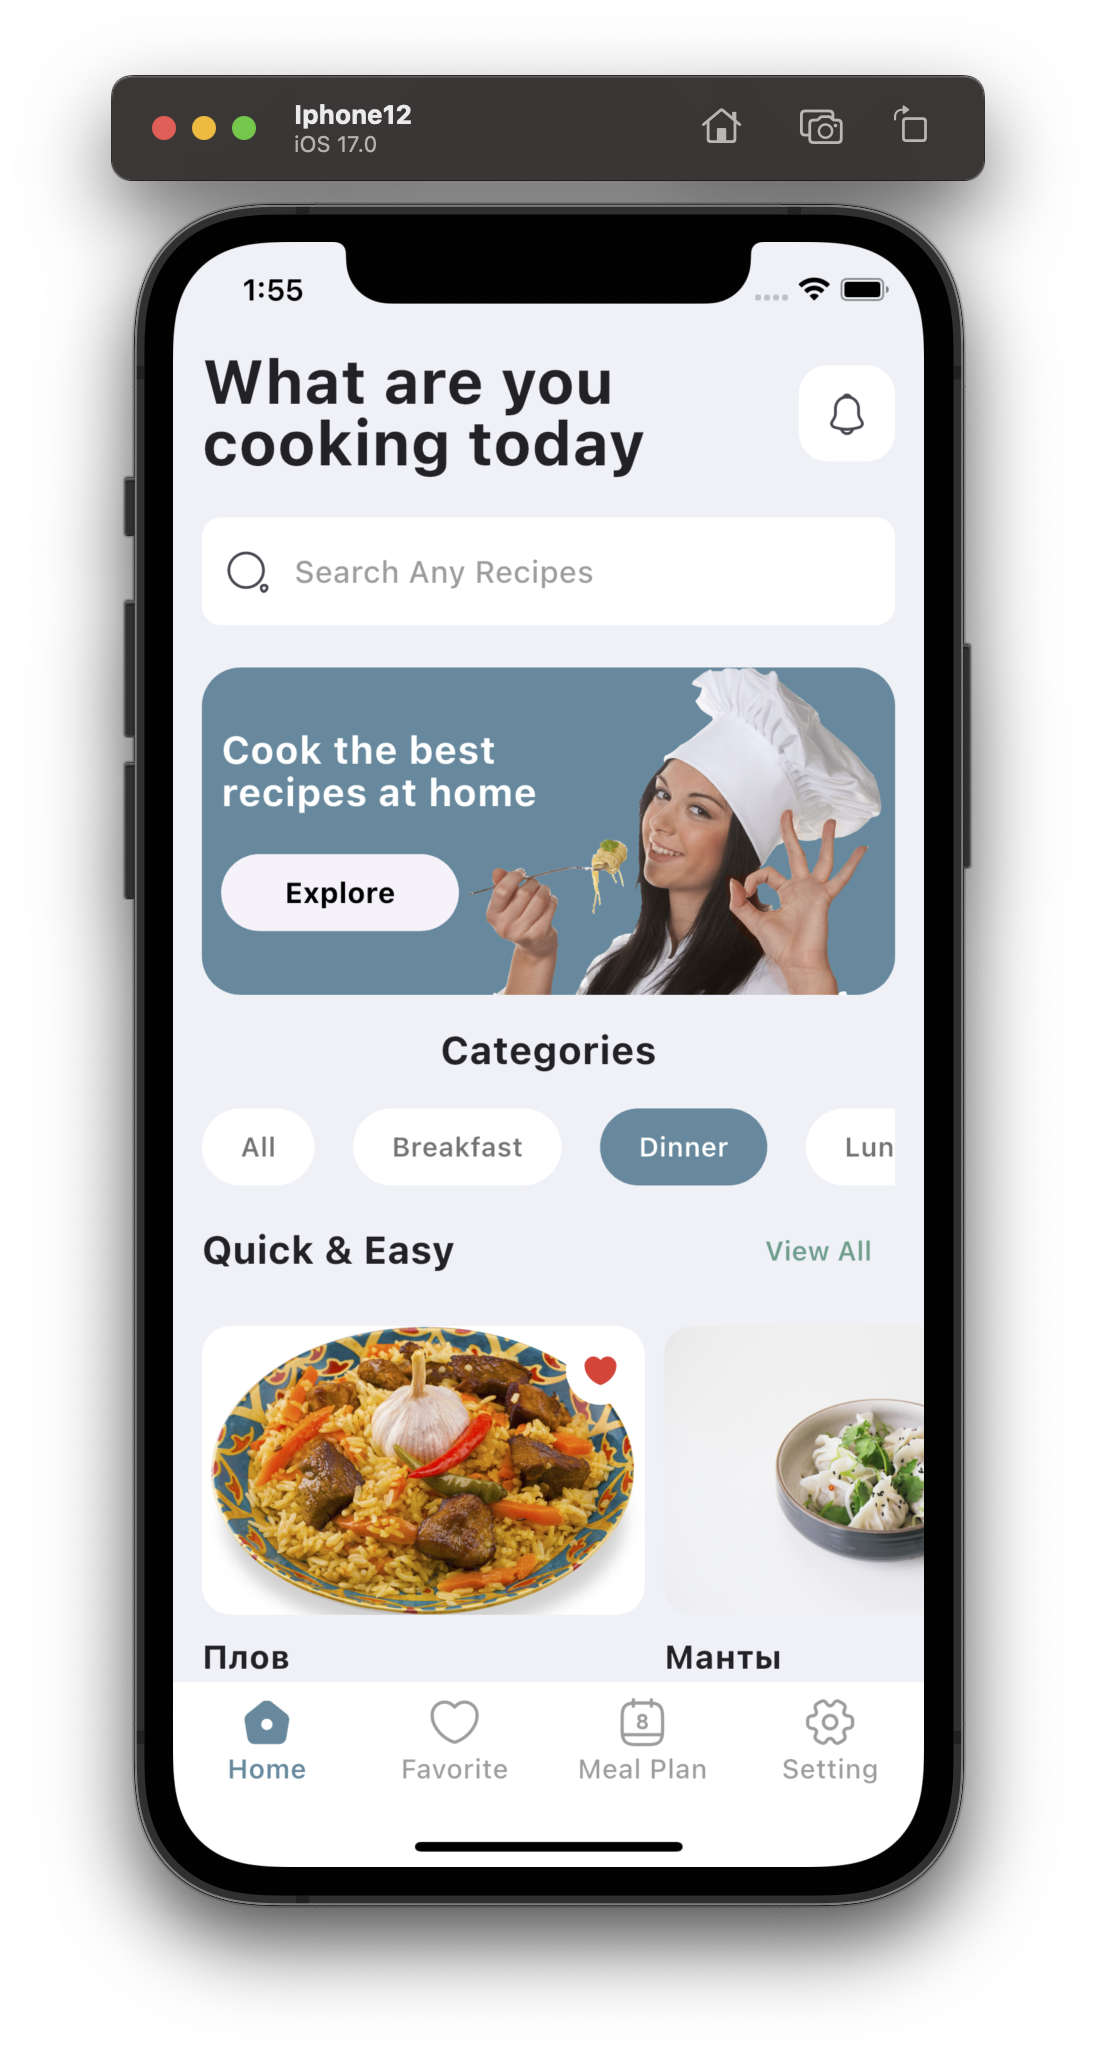 Iphone12
iOS 17.0
1:55
What are you
cooking today
Search Any Recipes
Cook the best
recipes at home
Explore
Categories
All
Breakfast
Dinner
Lun
Quick & Easy
View All
Плов
Манты
8
Home
Favorite
Meal Plan
Setting